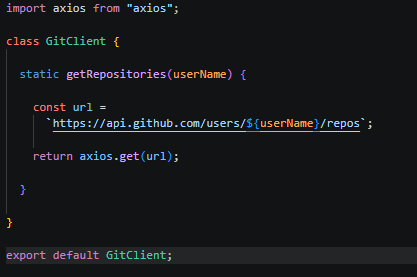 import axios from "axios";
class GitClient {
static getRepositories(userName) {
const url =
`https://api.github.com/users/${userName}/repos`;
return axios.get(url);
}
}
export default GitClient;